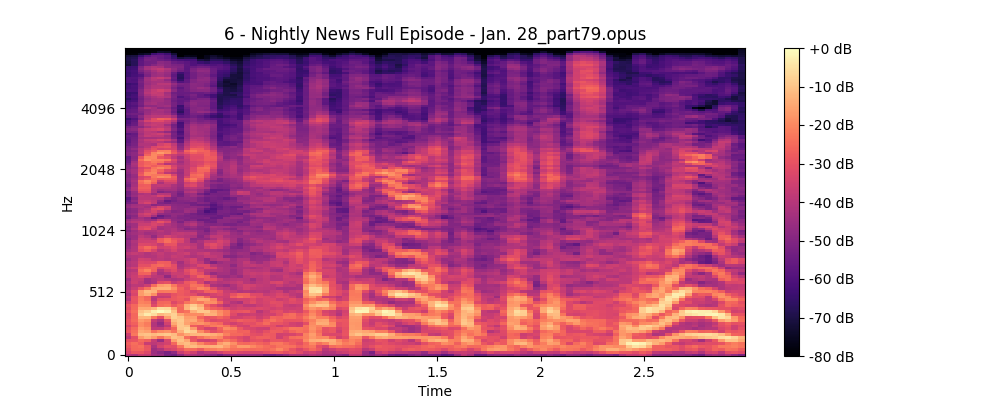 6 - Nightly News Full Episode - Jan. 28_part79.opus
Hz
4096
2048
1024
512
0
0
0.5
1
1.5
2
2.5
Time
+0 dB
-10 dB
-20 dB
-30 dB
-40 dB
-50 dB
-60 dB
-70 dB
-80 dB